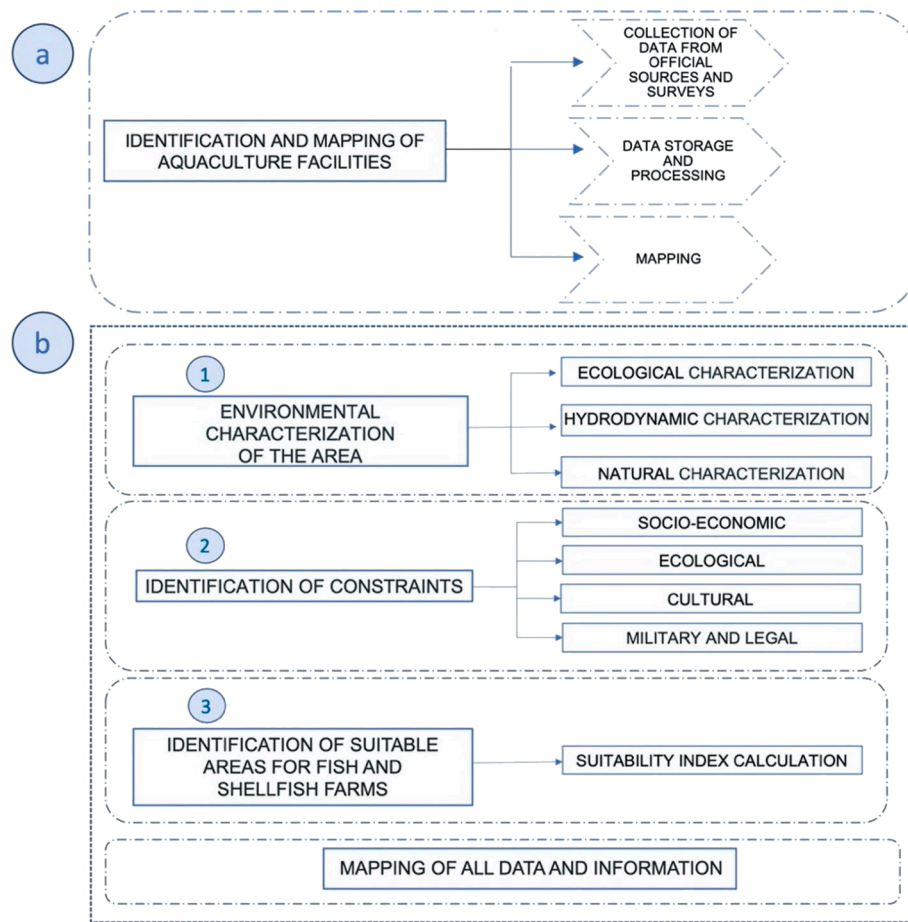 a
COLLECTION OF
DATA FROM
OFFICIAL
SOURCES AND
SURVEYS
IDENTIFICATION AND MAPPING OF
AQUACULTURE FACILITIES
DATA STORAGE
AND
PROCESSING
MAPPING
b
1
ENVIRONMENTAL
CHARACTERIZATION
OF THE AREA
ECOLOGICAL CHARACTERIZATION
HYDRODYNAMIC CHARACTERIZATION
NATURAL CHARACTERIZATION
2
IDENTIFICATION OF CONSTRAINTS
SOCIO-ECONOMIC
ECOLOGICAL
CULTURAL
MILITARY AND LEGAL
3
IDENTIFICATION OF SUITABLE
AREAS FOR FISH AND
SHELLFISH FARMS
SUITABILITY INDEX CALCULATION
MAPPING OF ALL DATA AND INFORMATION